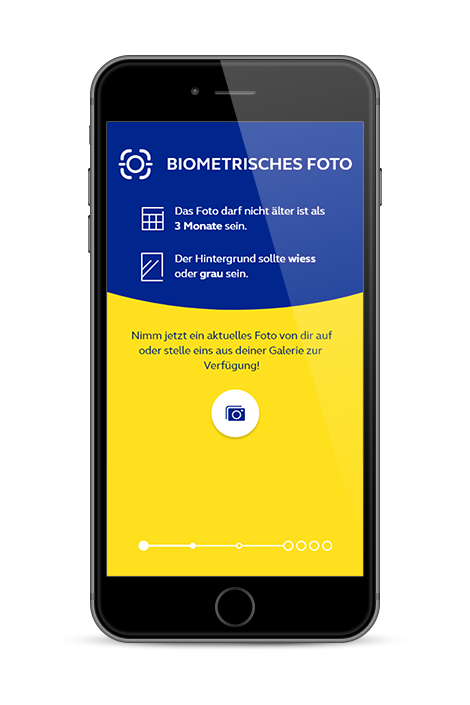 BIOMETRISCHES FOTO
Das Foto darf nicht älter ist als
3 Monate sein.
Der Hintergrund sollte wiess
oder grau sein.
Nimm jetzt ein aktuelles Foto von dir auf
oder stelle eins aus deiner Galerie zur
Verfügung!